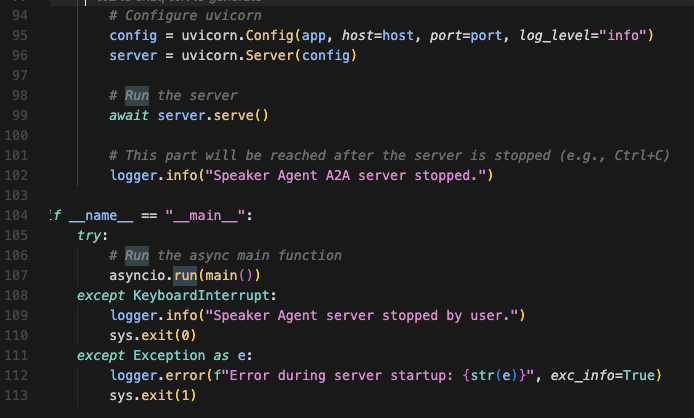 94 # Configure uvicorn
95 config = uvicorn.Config(app, host=host, port=port, log_level="info")
96 server = uvicorn.Server(config)
97
98 # Run the server
99 await server.serve()
100
101 # This part will be reached after the server is stopped (e.g., Ctrl+C)
102 logger.info("Speaker Agent A2A server stopped.")
103
104 if __name__ == "__main__":
105 try:
106 # Run the async main function
107 asyncio.run(main())
108 except KeyboardInterrupt:
109 logger.info("Speaker Agent server stopped by user.")
110 sys.exit(0)
111 except Exception as e:
112 logger.error(f"Error during server startup: {str(e)}", exc_info=True)
113 sys.exit(1)